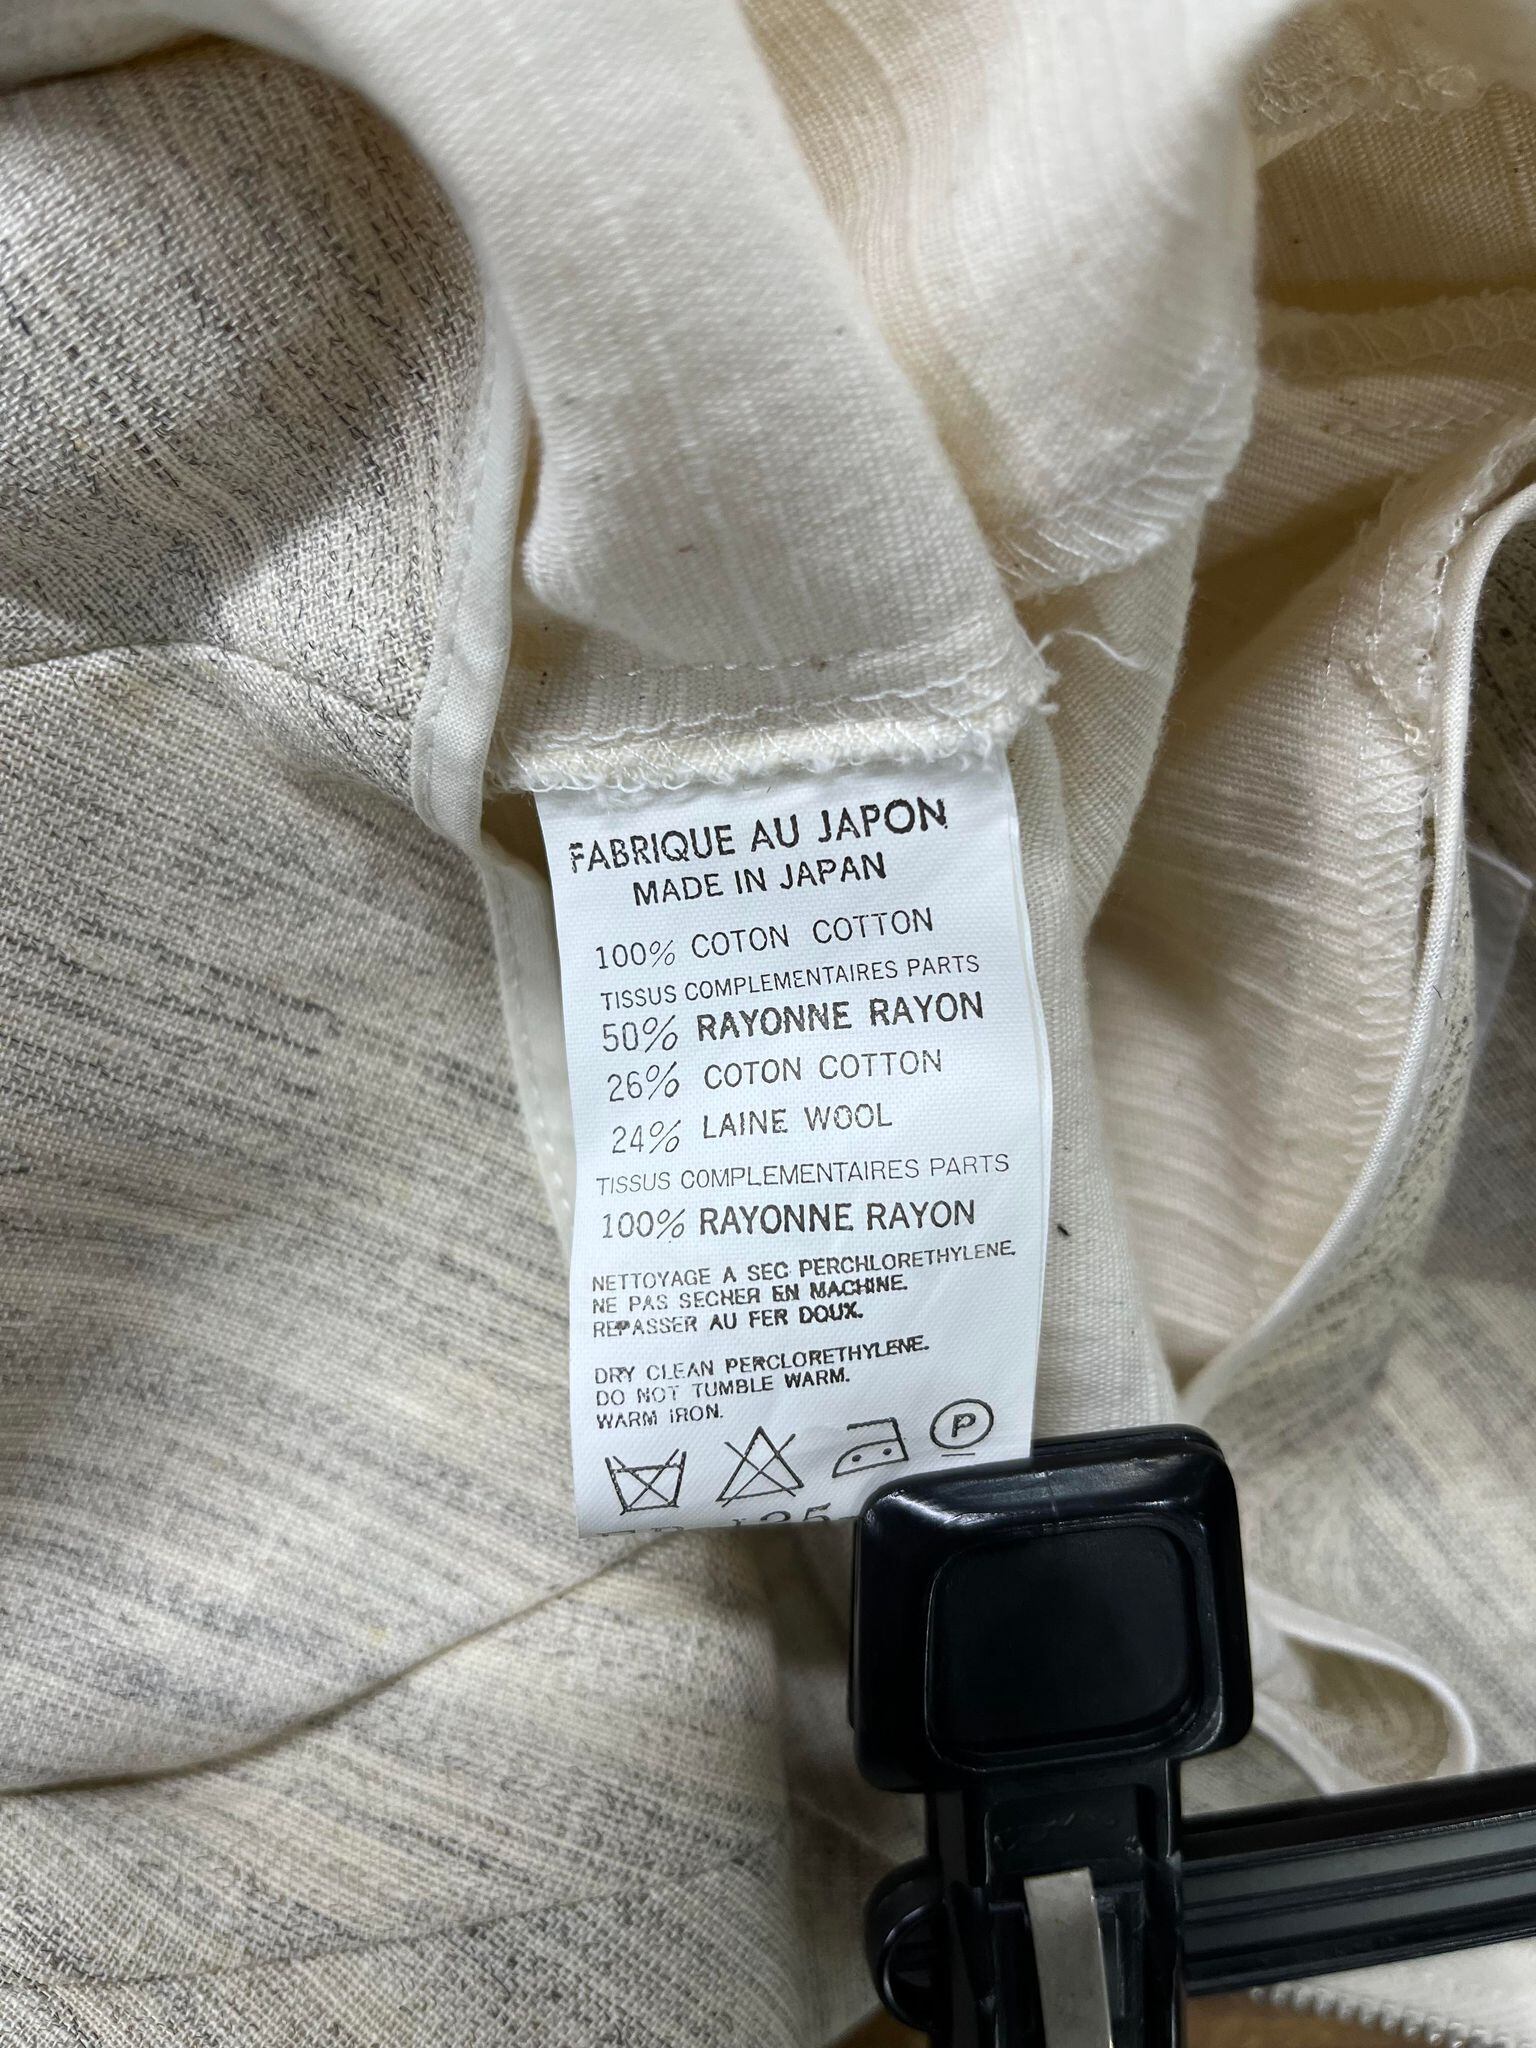 FABRIQUE AU JAPON
MADE IN JAPAN
100% COTON COTTON
TISSUS COMPLEMENTAIRES PARTS
50% RAYONNE RAYON
26% COTON COTTON
24% LAINE WOOL
TISSUS COMPLEMENTAIRES PARTS
100% RAYONNE RAYON
NETTOYAGE A SEC PERCHLORETHYLENE.
NE PAS SECHER EN MACHINE.
REPASSER AU FER DOUX.
DRY CLEAN PERCLORETHYLENE.
DO NOT TUMBLE WARM.
WARM IRON.
P